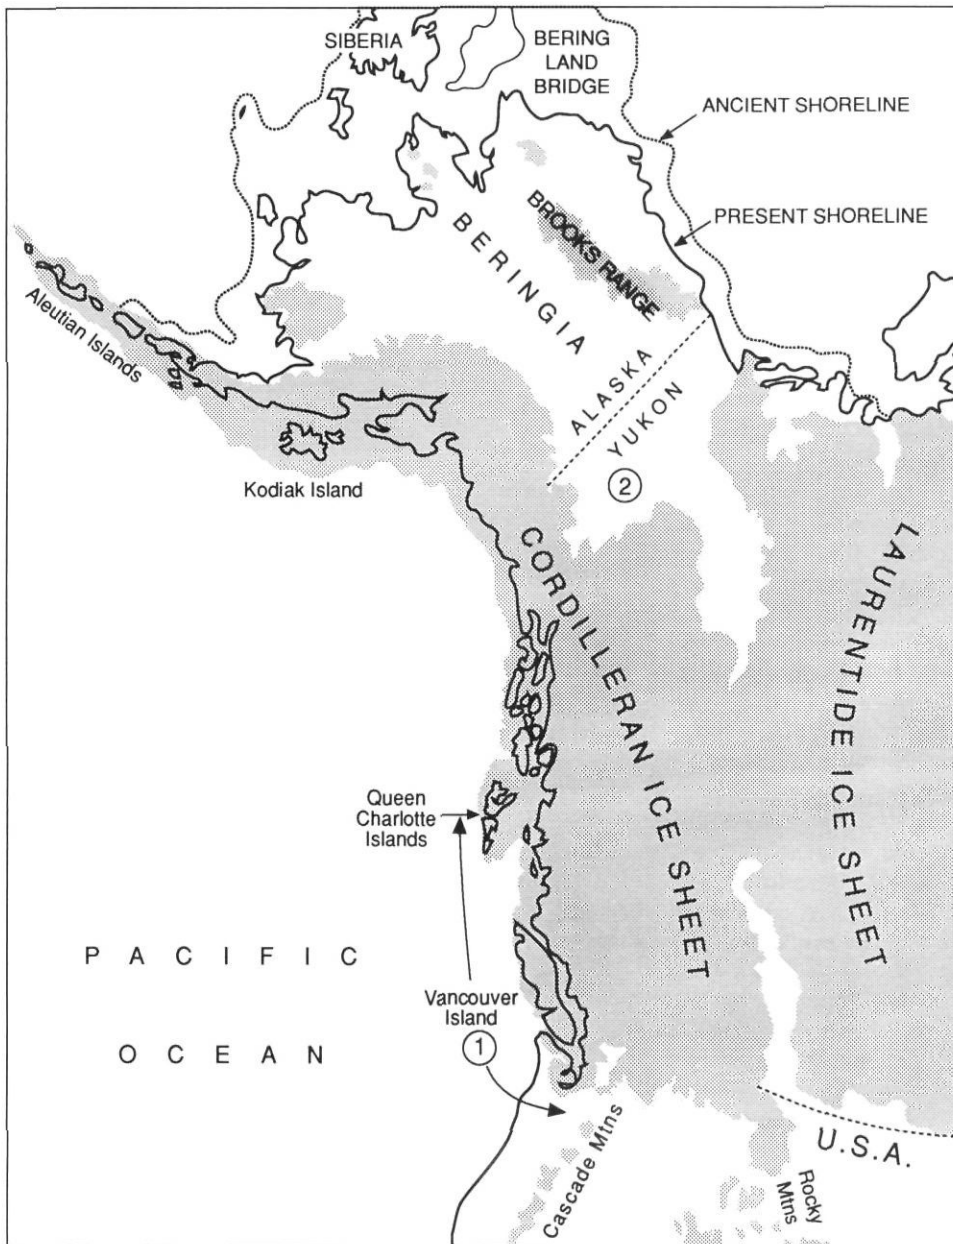 SIBERIA
BERING
LAND
BRIDGE
ANCIENT SHORELINE
PRESENT SHORELINE
BROOKS RANGE
BERINGIA
Aleutian Islands
ALASKA
YUKON
2
Kodiak Island
CORDILLERAN ICE SHEET
LAURENTIDE ICE SHEET
Queen
Charlotte
Islands
PACIFIC
OCEAN
Vancouver
Island
1
Cascade Mtns
U.S.A.
Rocky
Mtns